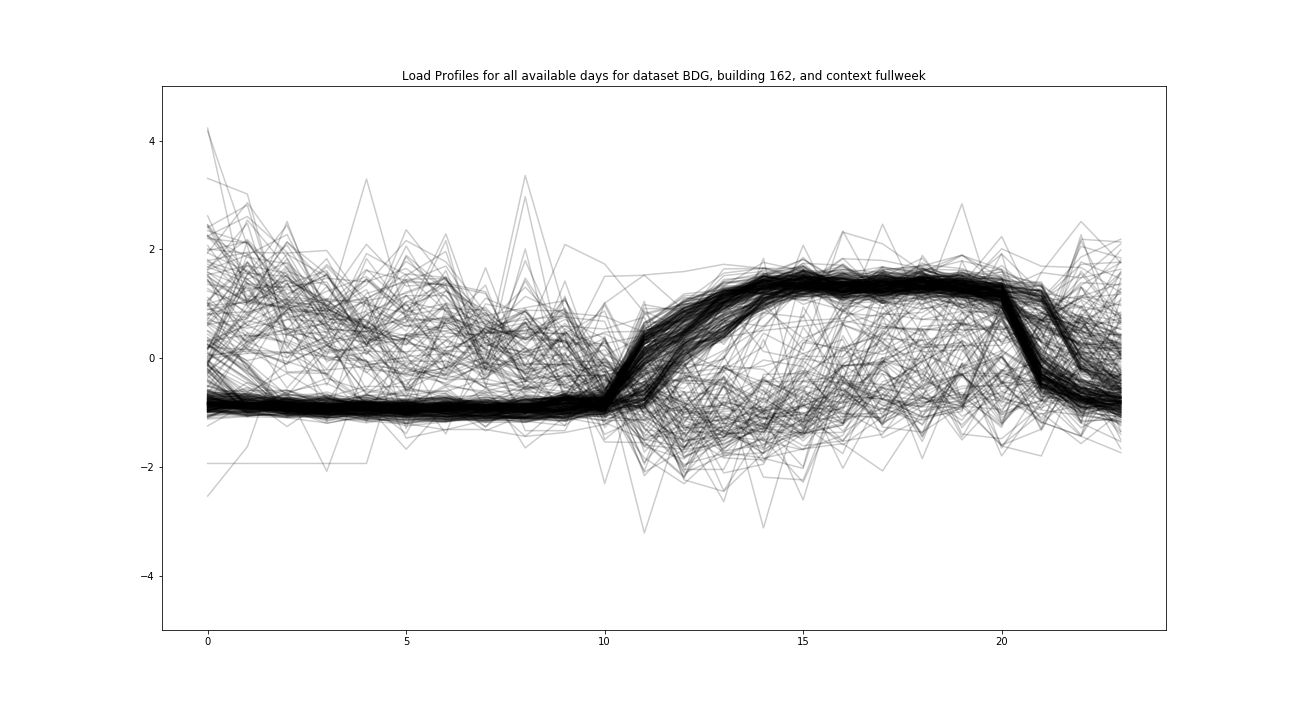 Load Profiles for all available days for dataset BDG, building 162, and context fullweek
4
2
0
−2
−4
0 5 10 15 20